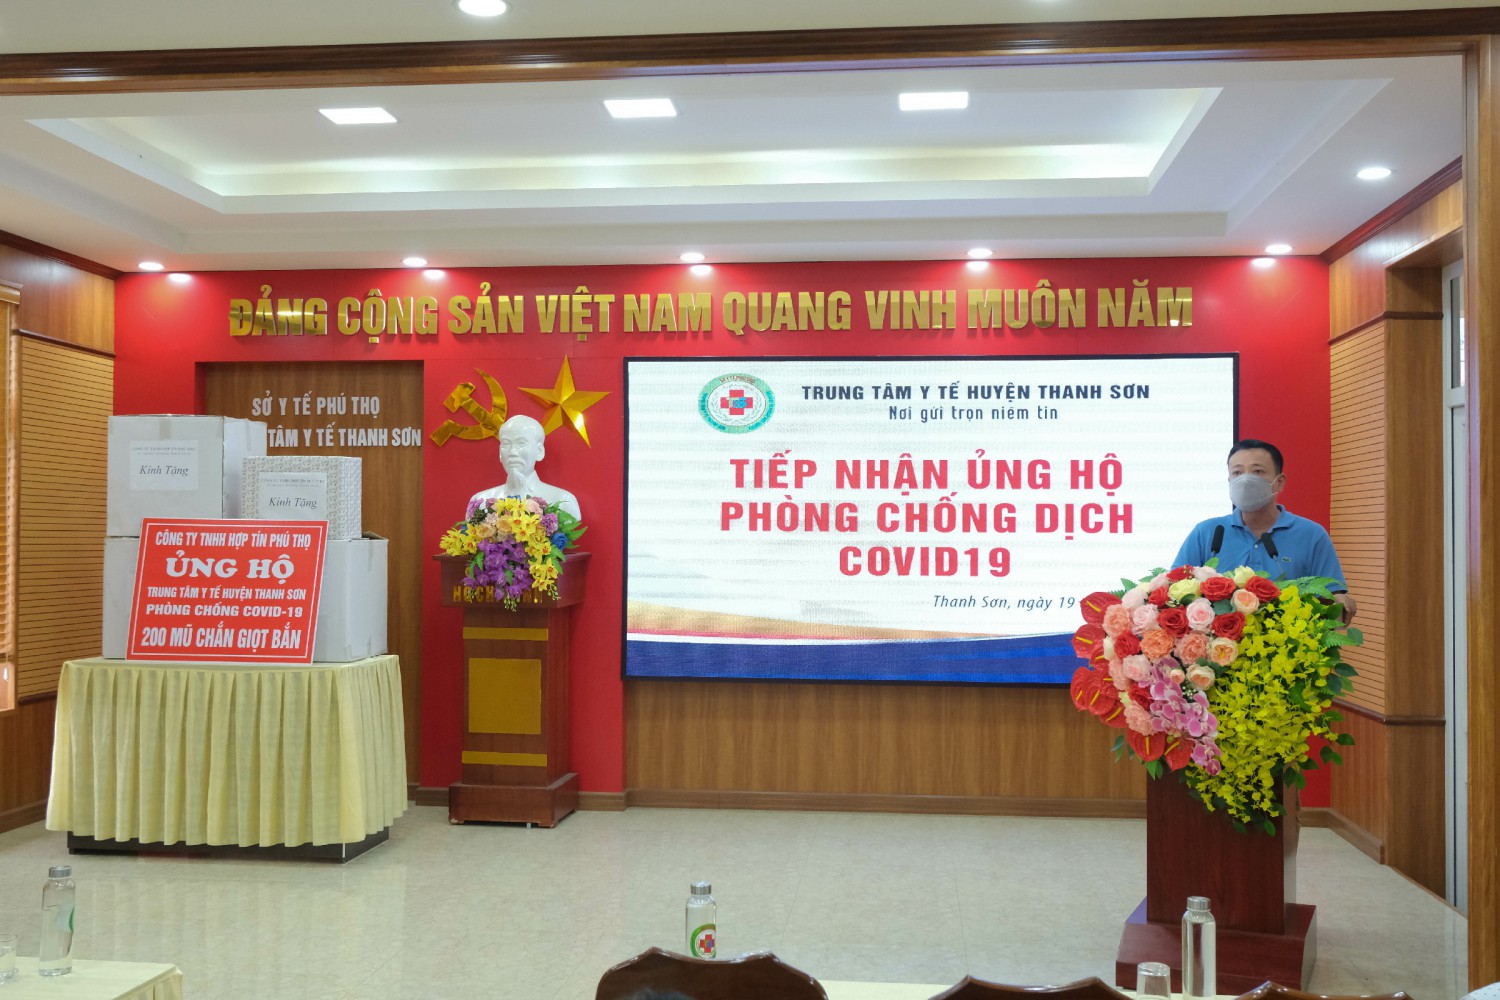 ĐẢNG CỘNG SẢN VIỆT NAM QUANG VINH MUÔN NĂM
SỞ Y TẾ PHÚ THỌ
TÂM Y TẾ THANH SƠN
Kính Tặng
Kính Tặng
CÔNG TY TNHH HỢP TÍN PHÚ THỌ
ỦNG HỘ
TRUNG TÂM Y TẾ HUYỆN THANH SƠN
PHÒNG CHỐNG COVID-19
200 MŨ CHẮN GIỌT BẮN
TRUNG TÂM Y TẾ HUYỆN THANH SƠN
Nơi gửi trọn niềm tin
TIẾP NHẬN ỦNG HỘ
PHÒNG CHỐNG DỊCH
COVID19
Thanh Sơn, ngày 19